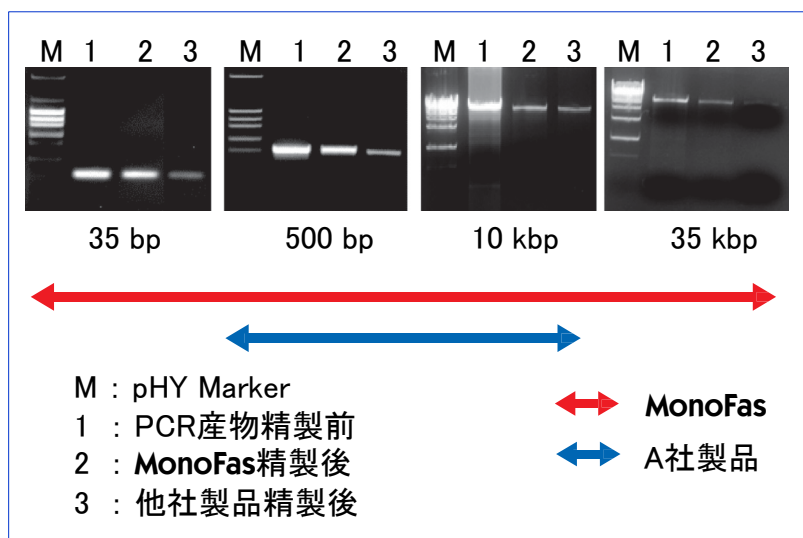 M 1 2 3 M 1 2 3 M 1 2 3 M 1 2 3
35 bp 500 bp 10 kbp 35 kbp
M : pHY Marker
1 : PCR産物精製前
2 : MonoFas精製後
3 : 他社製品精製後
MonoFas
A社製品